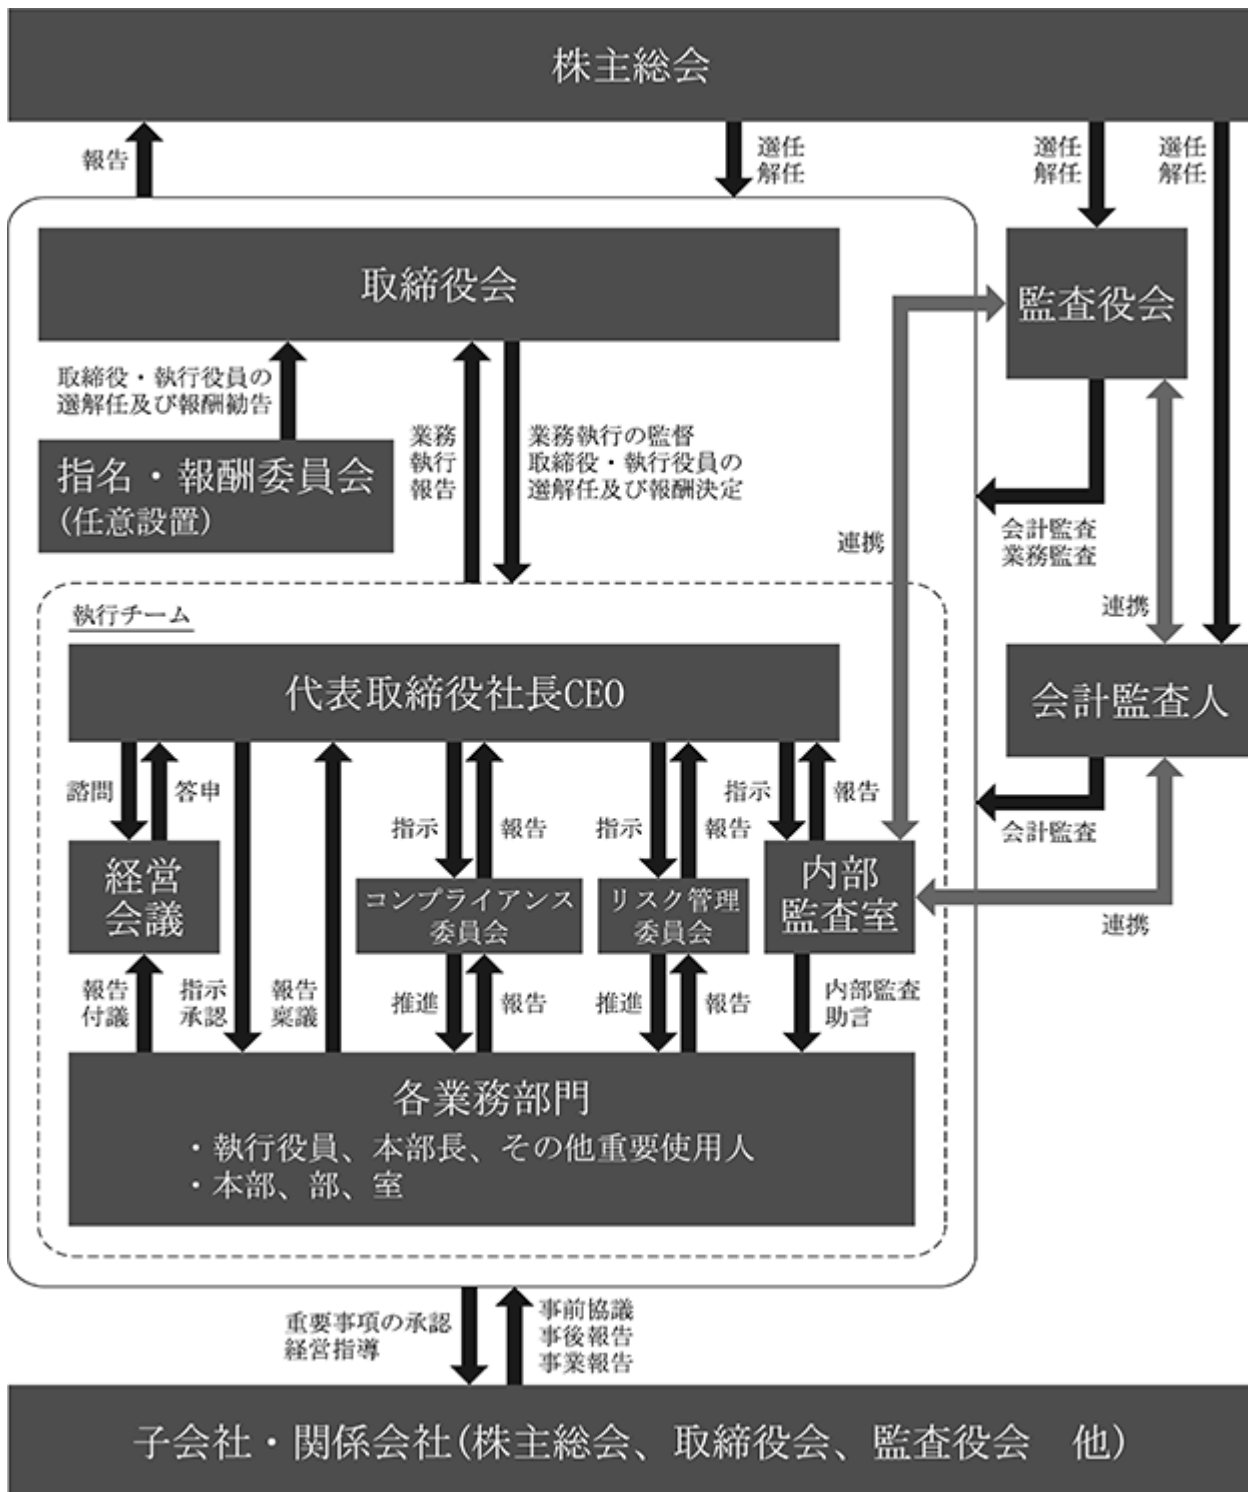 株主総会
報告
選任
解任
選任
解任
選任
解任
取締役会
監査役会
取締役・執行役員の
選解任及び報酬勧告
業務
執行
報告
業務執行の監督
取締役・執行役員の
選解任及び報酬決定
指名・報酬委員会
(任意設置)
連携
会計監査
業務監査
連携
執行チーム
代表取締役社長CEO
会計監査人
諮問
答申
指示
報告
指示
報告
指示
報告
会計監査
経営
会議
コンプライアンス
委員会
リスク管理
委員会
内部
監査室
連携
報告
付議
指示
承認
報告
稟議
推進
報告
推進
報告
内部監査
助言
各業務部門
・執行役員、本部長、その他重要使用人
・本部、部、室
重要事項の承認
経営指導
事前協議
事後報告
事業報告
子会社・関係会社(株主総会、取締役会、監査役会　他)